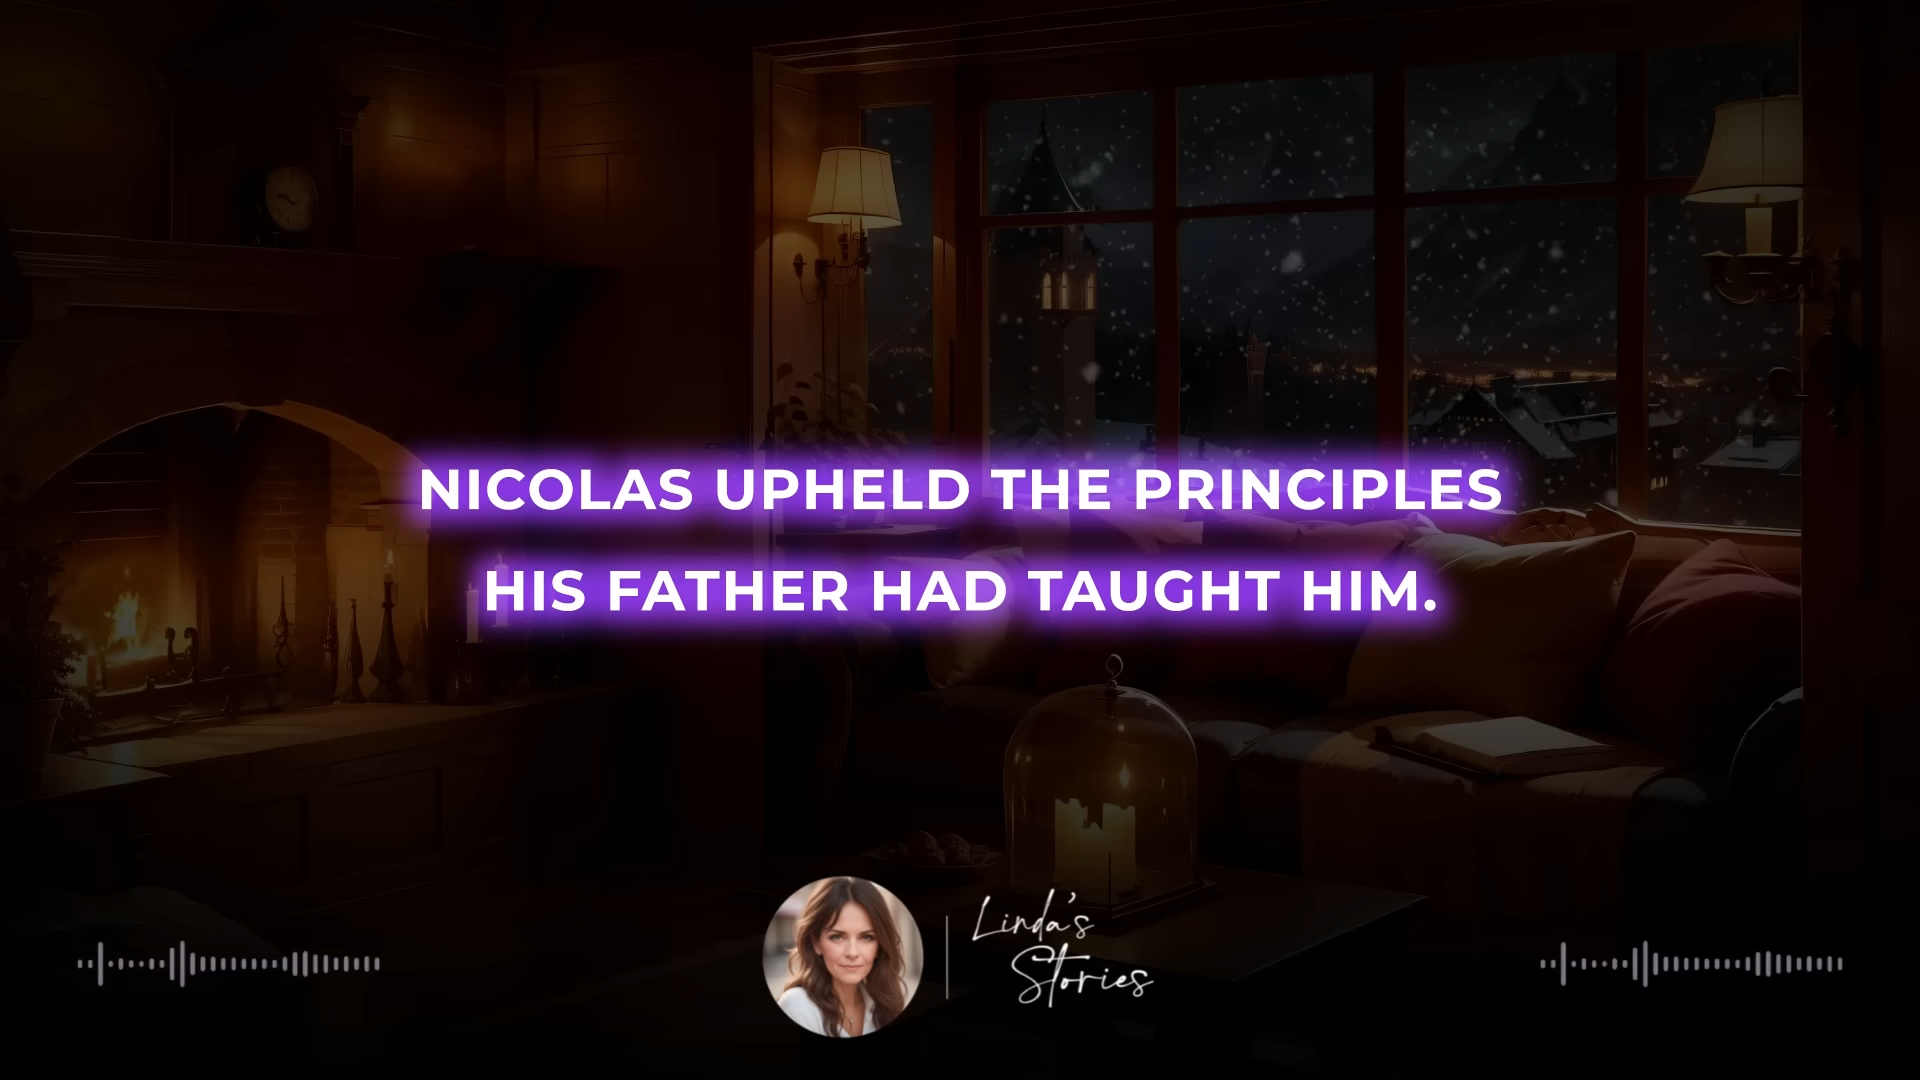 NICOLAS UPHELD THE PRINCIPLES
HIS FATHER HAD TAUGHT HIM.
Linda's
Stories